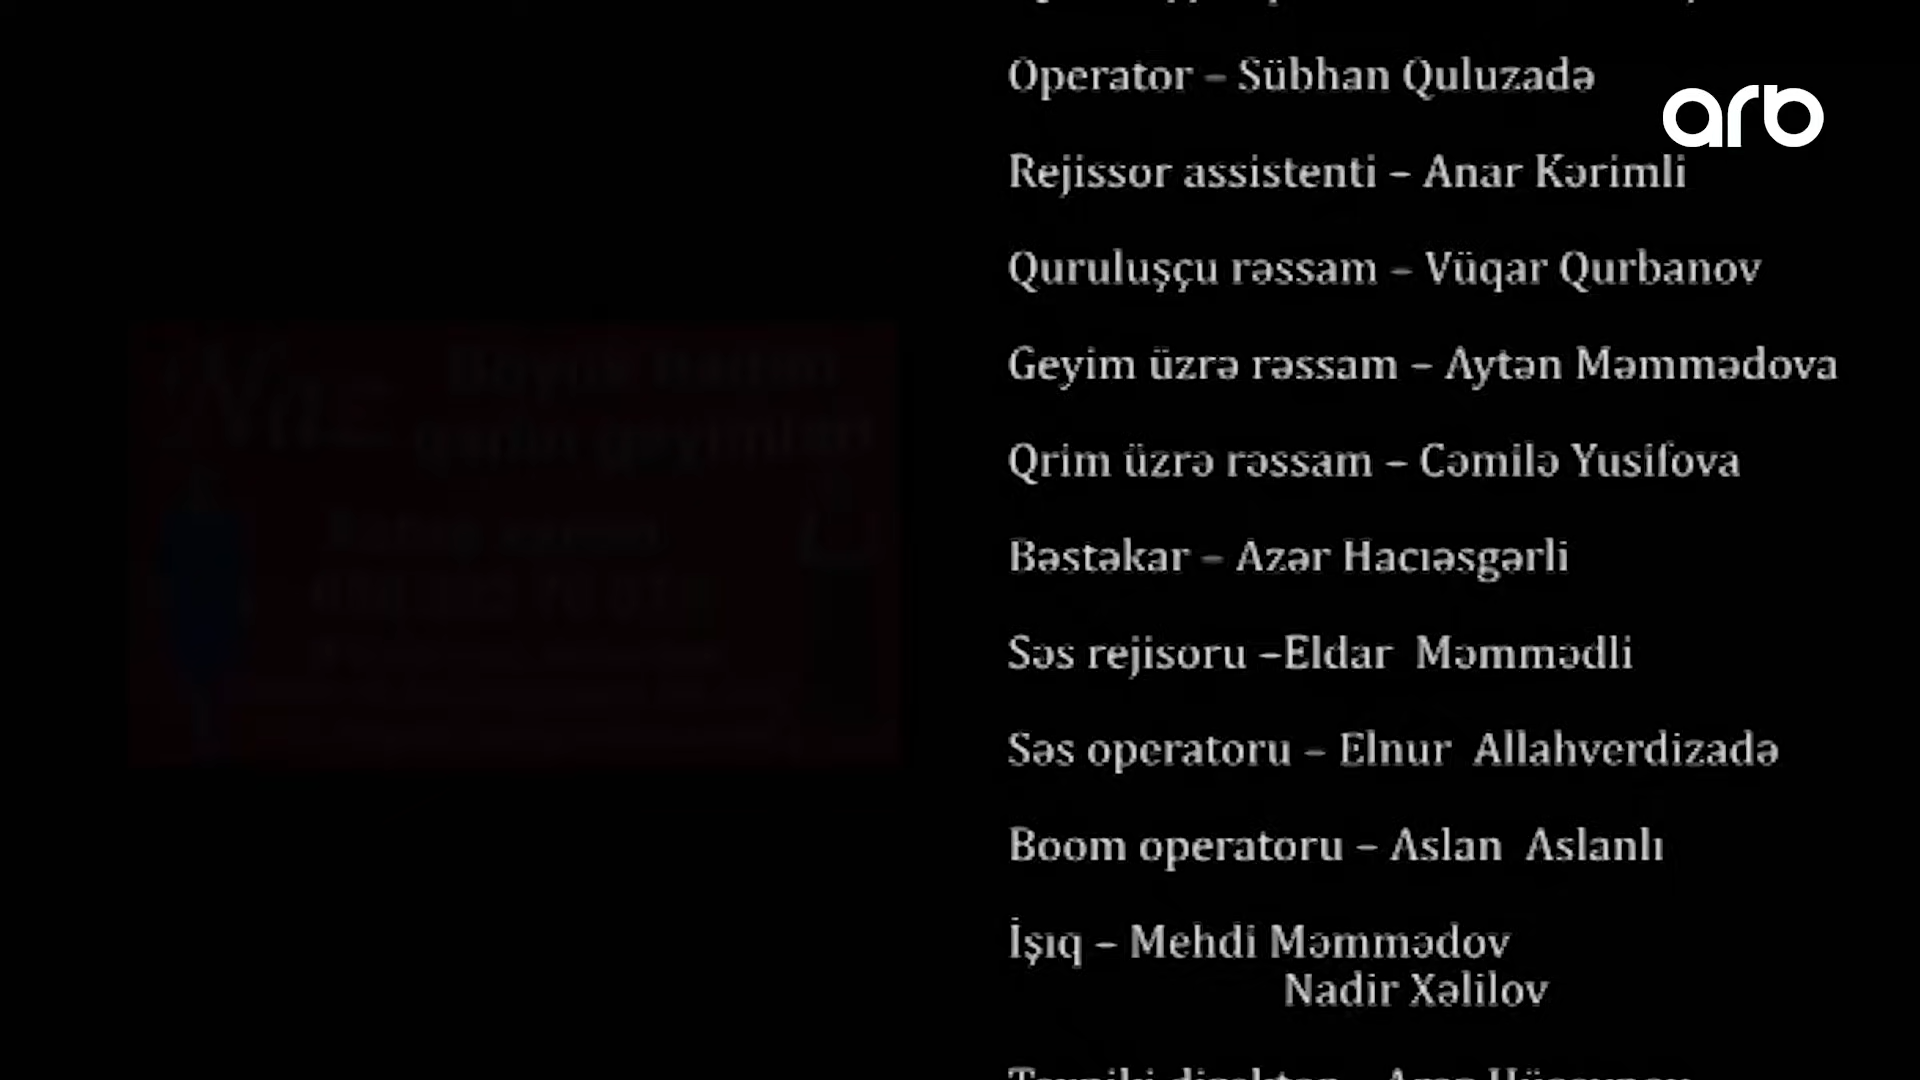 Operator – Sübhan Quluzadə
arb
Rejissor assistenti – Anar Kərimli
Quruluşçu rəssam – Vüqar Qurbanov
Geyim üzrə rəssam – Aytən Məmmədova
Qrim üzrə rəssam – Cəmilə Yusifova
Bəstəkar – Azər Hacıəsgərli
Səs rejisoru –Eldar  Məmmədli
Səs operatoru – Elnur  Allahverdizadə
Boom operatoru – Aslan  Aslanlı
İşıq – Mehdi Məmmədov
Nadir Xəlilov